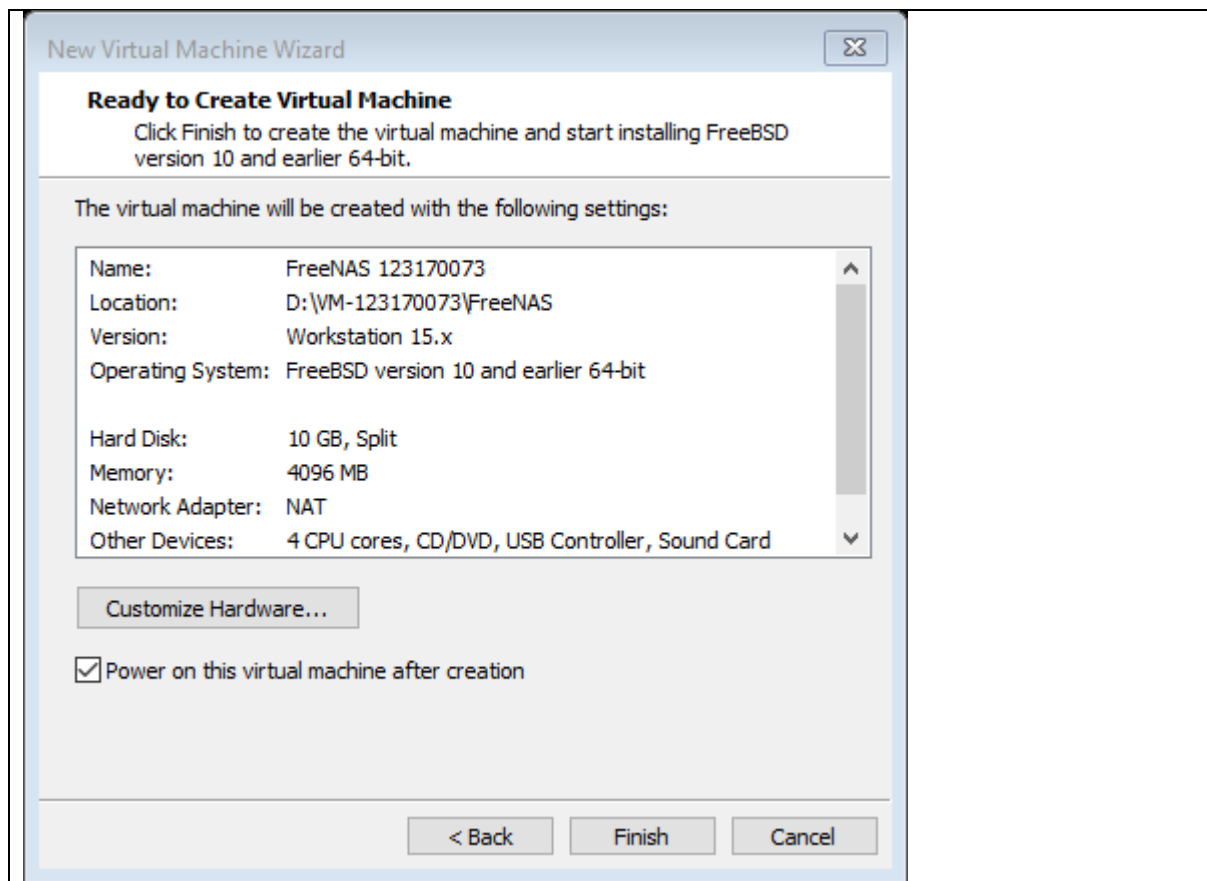 New Virtual Machine Wizard
Ready to Create Virtual Machine
Click Finish to create the virtual machine and start installing FreeBSD
version 10 and earlier 64-bit.
The virtual machine will be created with the following settings:
Name: FreeNAS 123170073
Location: D:\VM-123170073\FreeNAS
Version: Workstation 15.x
Operating System: FreeBSD version 10 and earlier 64-bit
Hard Disk: 10 GB, Split
Memory: 4096 MB
Network Adapter: NAT
Other Devices: 4 CPU cores, CD/DVD, USB Controller, Sound Card
Customize Hardware...
Power on this virtual machine after creation
< Back Finish Cancel